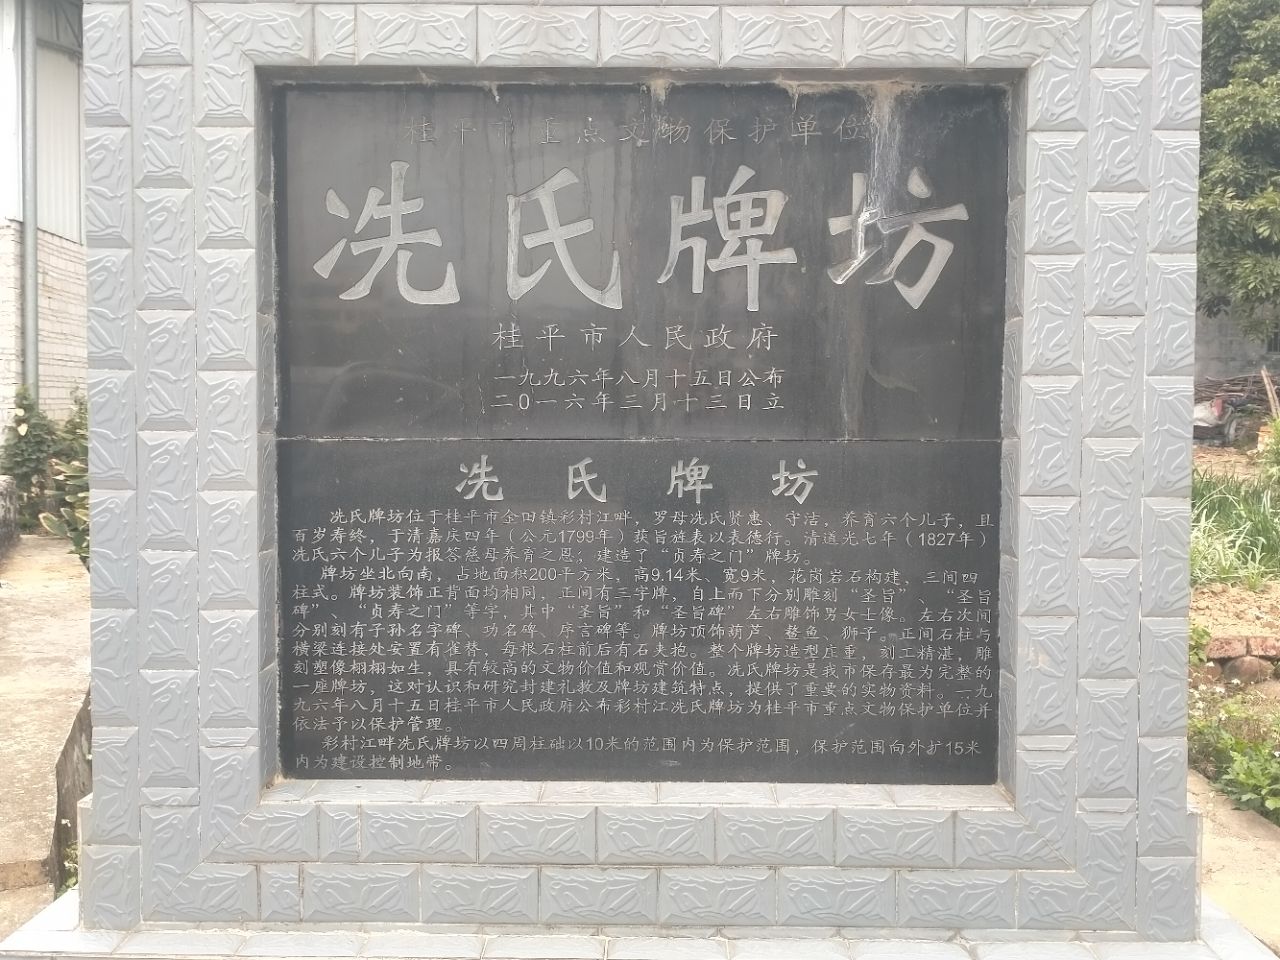 桂平市重点文物保护单位
冼氏牌坊
桂平市人民政府
一九九六年八月十五日公布
二0一六年三月十三日立
冼氏牌坊
冼氏牌坊位于桂平市金田镇彩村江畔，罗母冼氏贤惠、守洁，养育六个儿子，且
百岁寿终，于清嘉庆四年（公元1799年）获旨旌表以表德行。清道光七年（1827年）
冼氏六个儿子为报答慈母养育之恩；建造了“贞寿之门”牌坊。
牌坊坐北向南，占地面积200平方米，高9.14米、宽9米，花岗岩石构建，三间四
柱式。牌坊装饰正背面均相同，正间有三字牌，自上而下分别雕刻“圣旨”、“圣旨
碑”、“贞寿之门”等字，其中“圣旨”和“圣旨碑”左右雕饰男女士像。左右次间
分别刻有子孙名字碑、功名碑、序言碑等。牌坊顶饰葫芦、鳌鱼、狮子。正间石柱与
横梁连接处安置有雀替，每根石柱前后有石夹抱。整个牌坊造型庄重，刻工精湛，雕
刻塑像栩栩如生，具有较高的文物价值和观赏价值。冼氏牌坊是我市保存最为完整的
一座牌坊，这对认识和研究封建礼教及牌坊建筑特点，提供了重要的实物资料。一九
九六年八月十五日桂平市人民政府公布彩村江冼氏牌坊为桂平市重点文物保护单位并
依法予以保护管理。
彩村江畔冼氏牌坊以四周柱础以10米的范围内为保护范围，保护范围向外扩15米
内为建设控制地带。